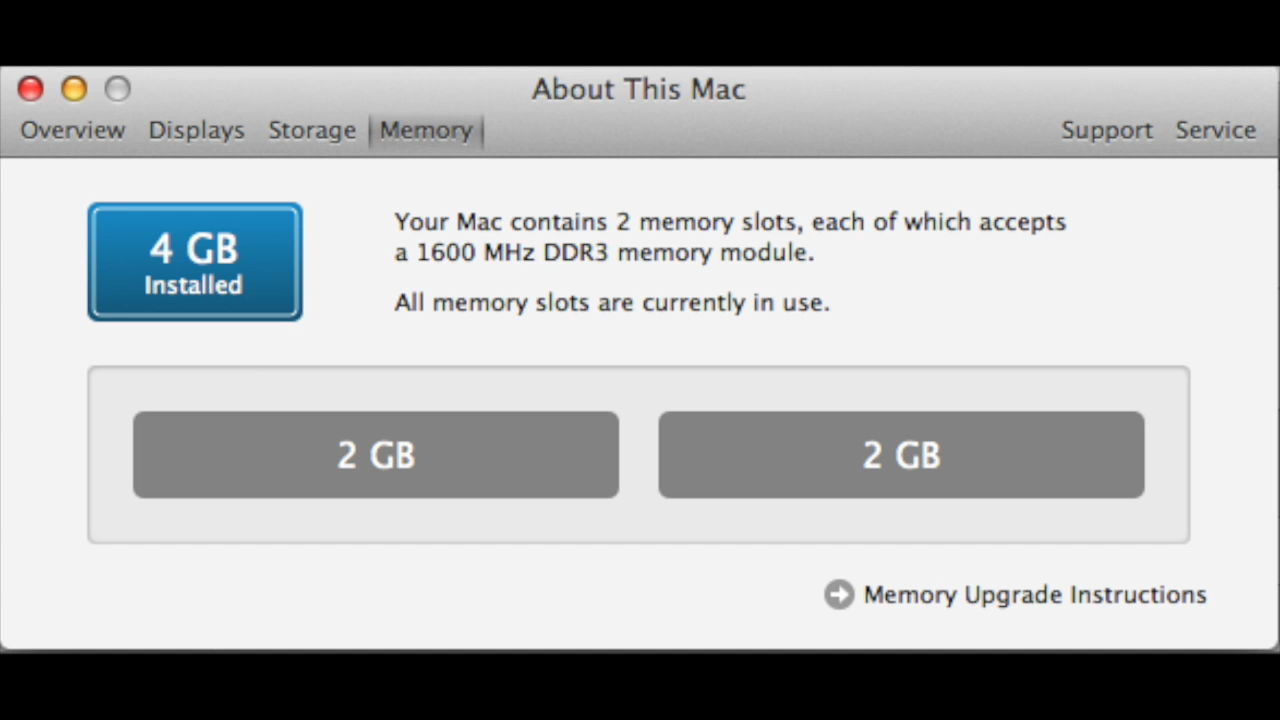 About This Mac
Overview Displays Storage Memory Support Service
4 GB
Installed
Your Mac contains 2 memory slots, each of which accepts
a 1600 MHz DDR3 memory module.
All memory slots are currently in use.
2 GB 2 GB
Memory Upgrade Instructions